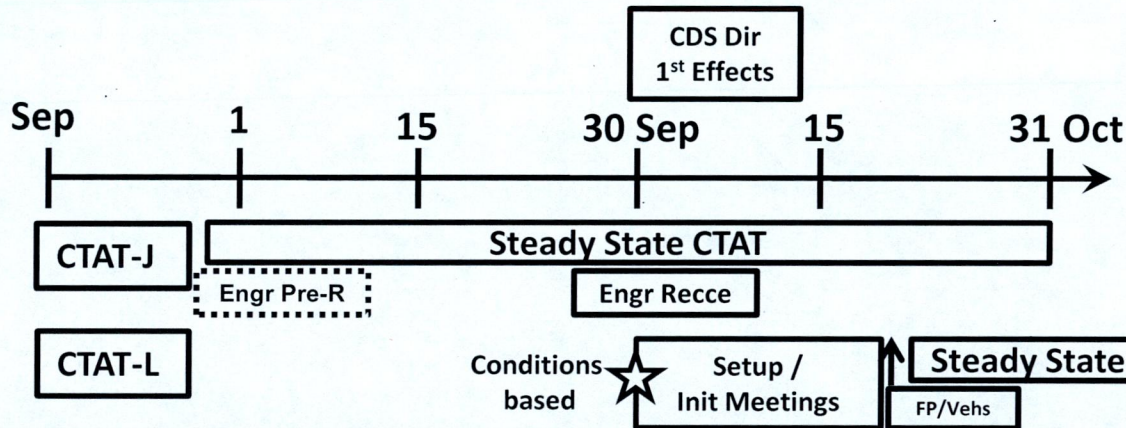 CDS Dir
1st Effects
Sep 1 15 30 Sep 15 31 Oct
CTAT-J
Steady State CTAT
Engr Pre-R
Engr Recce
CTAT-L
Conditions
based
Setup /
Init Meetings
Steady State
FP/Vehs